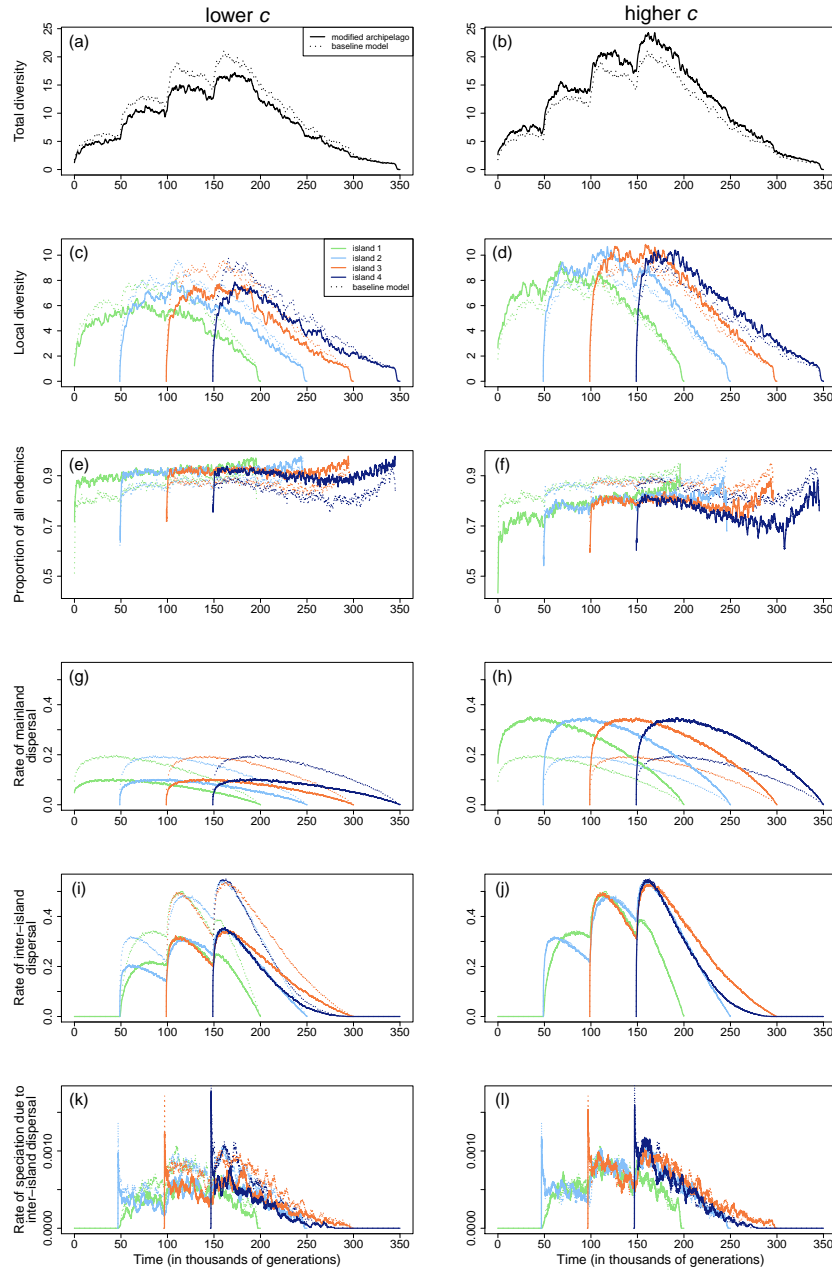 lower c
higher c
(a)
modified archipelago
baseline model
Total diversity
0 5 10 15 20 25
0 50 100 150 200 250 300 350
(b)
0 5 10 15 20 25
0 50 100 150 200 250 300 350
(c)
island 1
island 2
island 3
island 4
baseline model
Local diversity
0 2 4 6 8 10
0 50 100 150 200 250 300 350
(d)
0 2 4 6 8 10
0 50 100 150 200 250 300 350
(e)
Proportion of all endemics
0.5 0.7 0.9
0 50 100 150 200 250 300 350
(f)
0.5 0.7 0.9
0 50 100 150 200 250 300 350
(g)
Rate of mainland
dispersal
0.0 0.2 0.4
0 50 100 150 200 250 300 350
(h)
0.0 0.2 0.4
0 50 100 150 200 250 300 350
(i)
Rate of inter−island
dispersal
0.0 0.2 0.4
0 50 100 150 200 250 300 350
(j)
0.0 0.2 0.4
0 50 100 150 200 250 300 350
(k)
Rate of speciation due to
inter−island dispersal
0.0000 0.0010
0 50 100 150 200 250 300 350
Time (in thousands of generations)
(l)
0.0000 0.0010
0 50 100 150 200 250 300 350
Time (in thousands of generations)